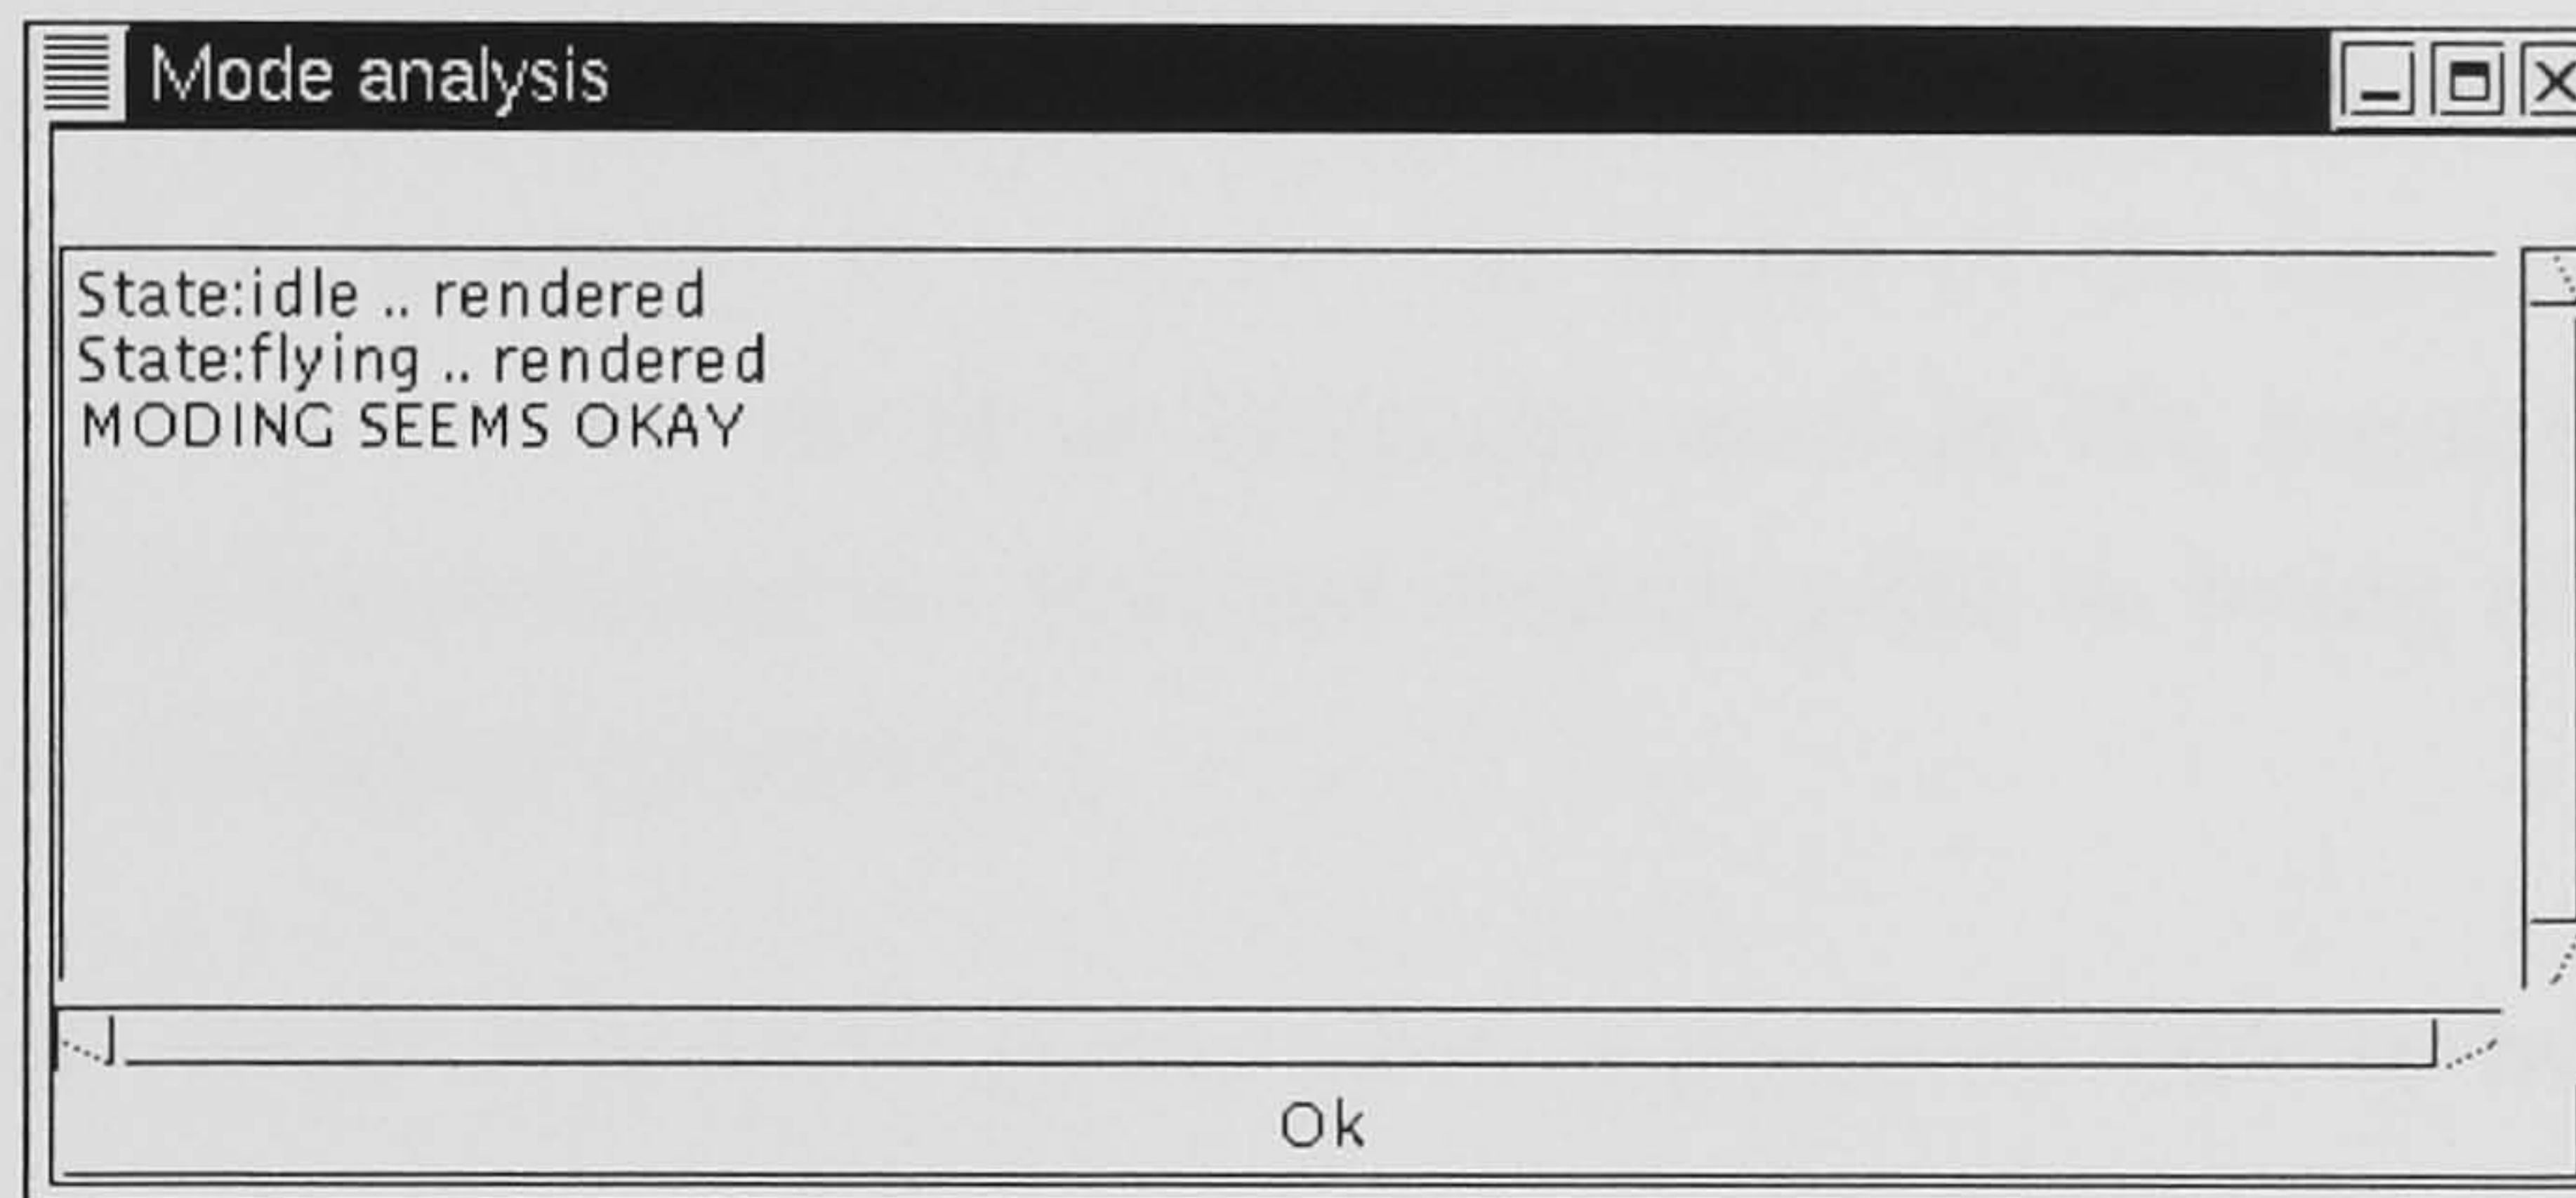 Mode analysis
State:idle .. rendered
State:flying .. rendered
MODING SEEMS OKAY
Ok